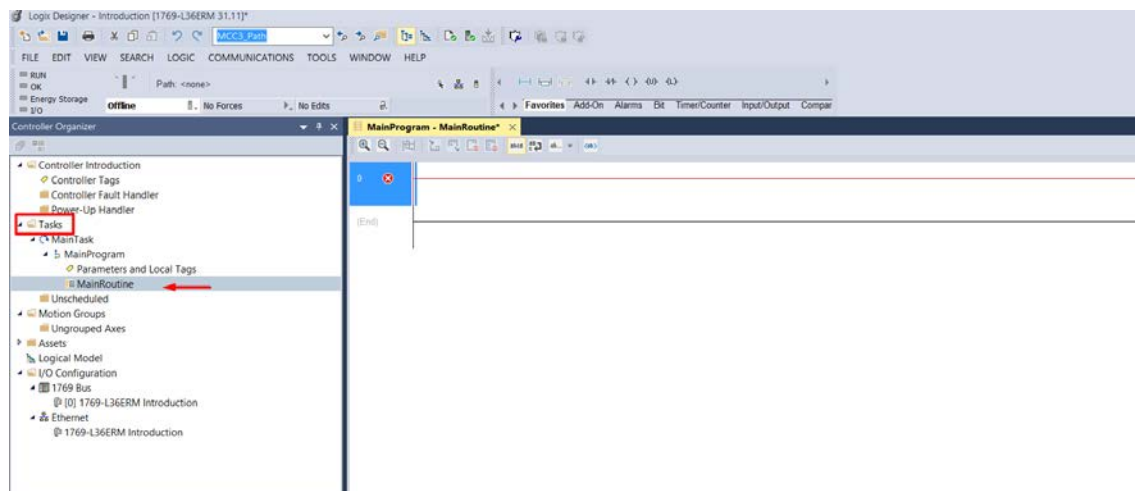 Logix Designer - Introduction [1769-L36ERM 31.11]*
MCC3_Path
FILE EDIT VIEW SEARCH LOGIC COMMUNICATIONS TOOLS WINDOW HELP
RUN
OK
Energy Storage
I/O
Path: <none>
Offline No Forces No Edits
Favorites Add-On Alarms Bit Timer/Counter Input/Output Compar
Controller Organizer
MainProgram - MainRoutine*
Controller Introduction
Controller Tags
Controller Fault Handler
Power-Up Handler
Tasks
MainTask
MainProgram
Parameters and Local Tags
MainRoutine
Unscheduled
Motion Groups
Ungrouped Axes
Assets
Logical Model
I/O Configuration
1769 Bus
[0] 1769-L36ERM Introduction
Ethernet
1769-L36ERM Introduction
0
(End)